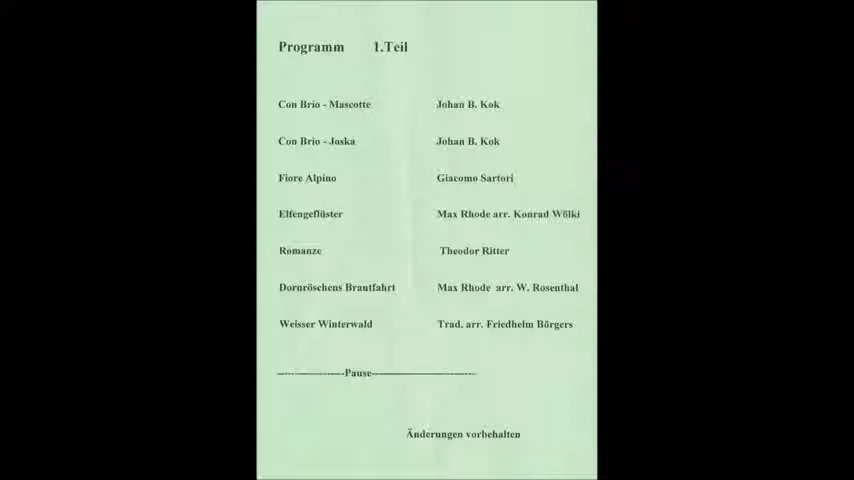 Programm 1.Teil
Con Brio - Mascotte Johan B. Kok
Con Brio - Joska Johan B. Kok
Fiore Alpino Giacomo Sartori
Elfengeflüster Max Rhode arr. Konrad Wölki
Romanze Theodor Ritter
Dornröschens Brautfahrt Max Rhode arr. W. Rosenthal
Weisser Winterwald Trad. arr. Friedhelm Börgers
--------------------Pause------------------------------
Änderungen vorbehalten